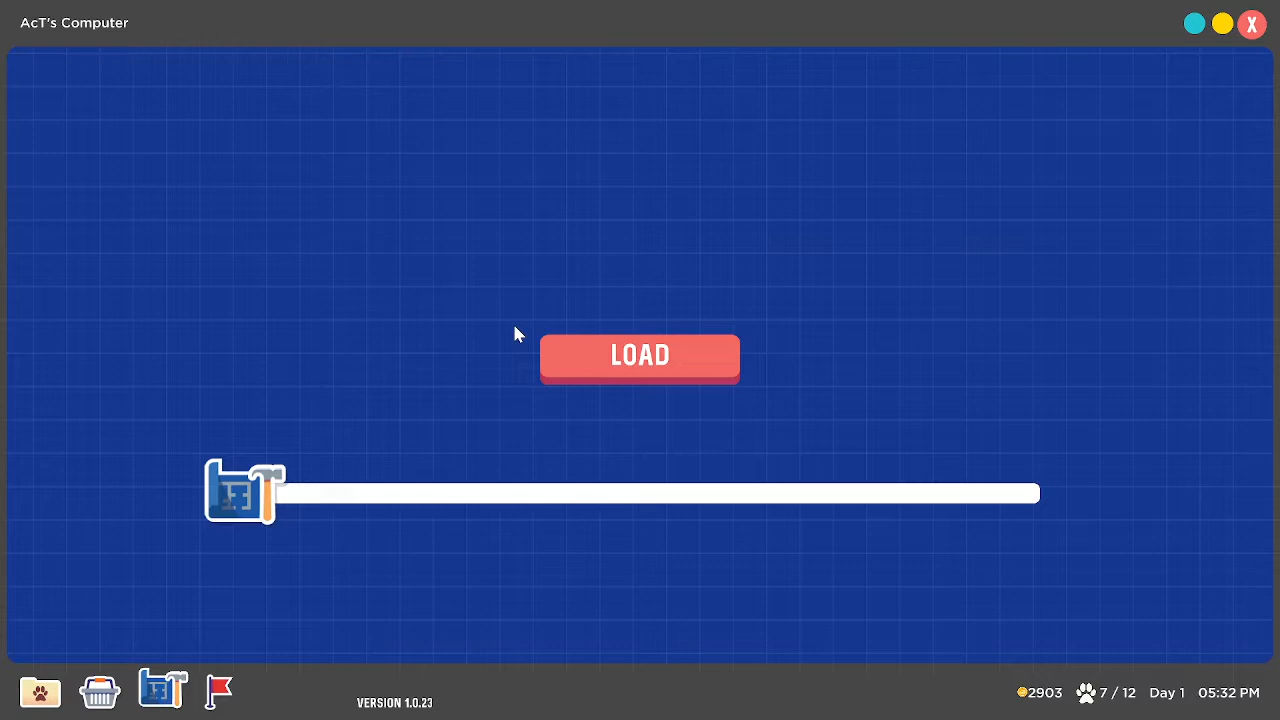 AcT's Computer
X
LOAD
VERSION 1.0.23
2903
7 / 12
Day 1
05:32 PM